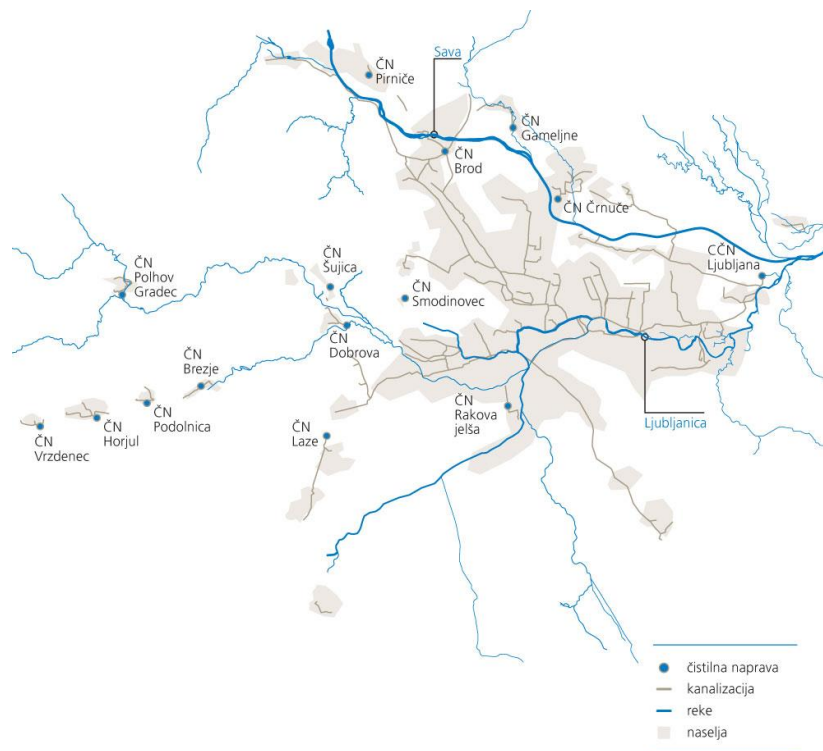 Sava
ČN
Pirniče
ČN
Gameljne
ČN
Brod
ČN Črnuče
CČN
Ljubljana
ČN
Polhov
Gradec
ČN
Šujica
ČN
Smodinovec
ČN
Dobrova
ČN
Brezje
ČN
Rakova
jelša
Ljubljanica
ČN
Vrzdenec
ČN
Horjul
ČN
Podolnica
ČN
Laze
čistilna naprava
kanalizacija
reke
naselja